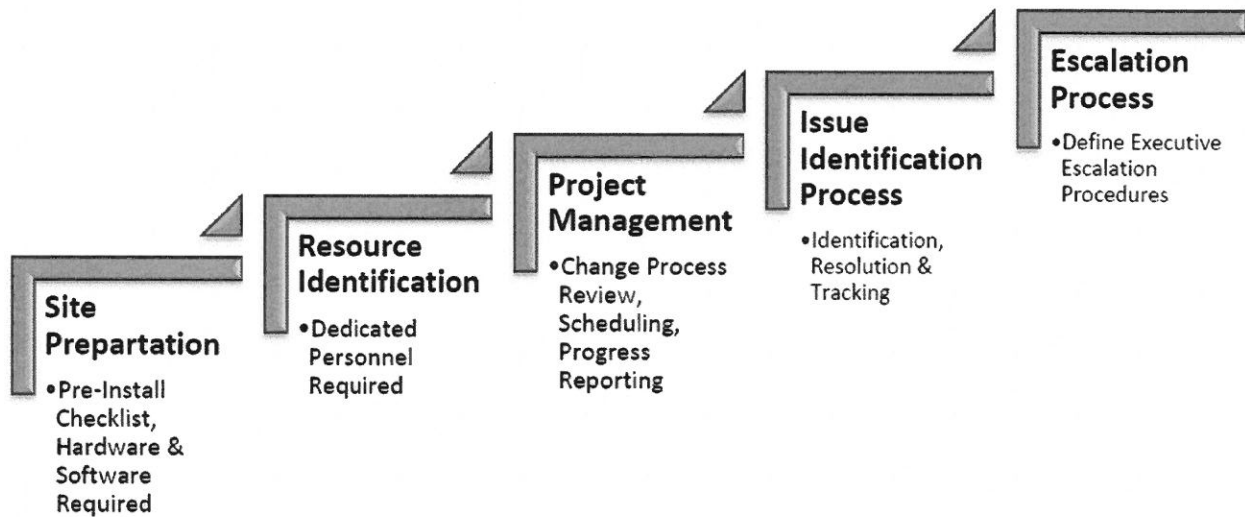 Site
Prepartation
•Pre-Install
Checklist,
Hardware &
Software
Required
Resource
Identification
•Dedicated
Personnel
Required
Project
Management
•Change Process
Review,
Scheduling,
Progress
Reporting
Issue
Identification
Process
•Identification,
Resolution &
Tracking
Escalation
Process
•Define Executive
Escalation
Procedures